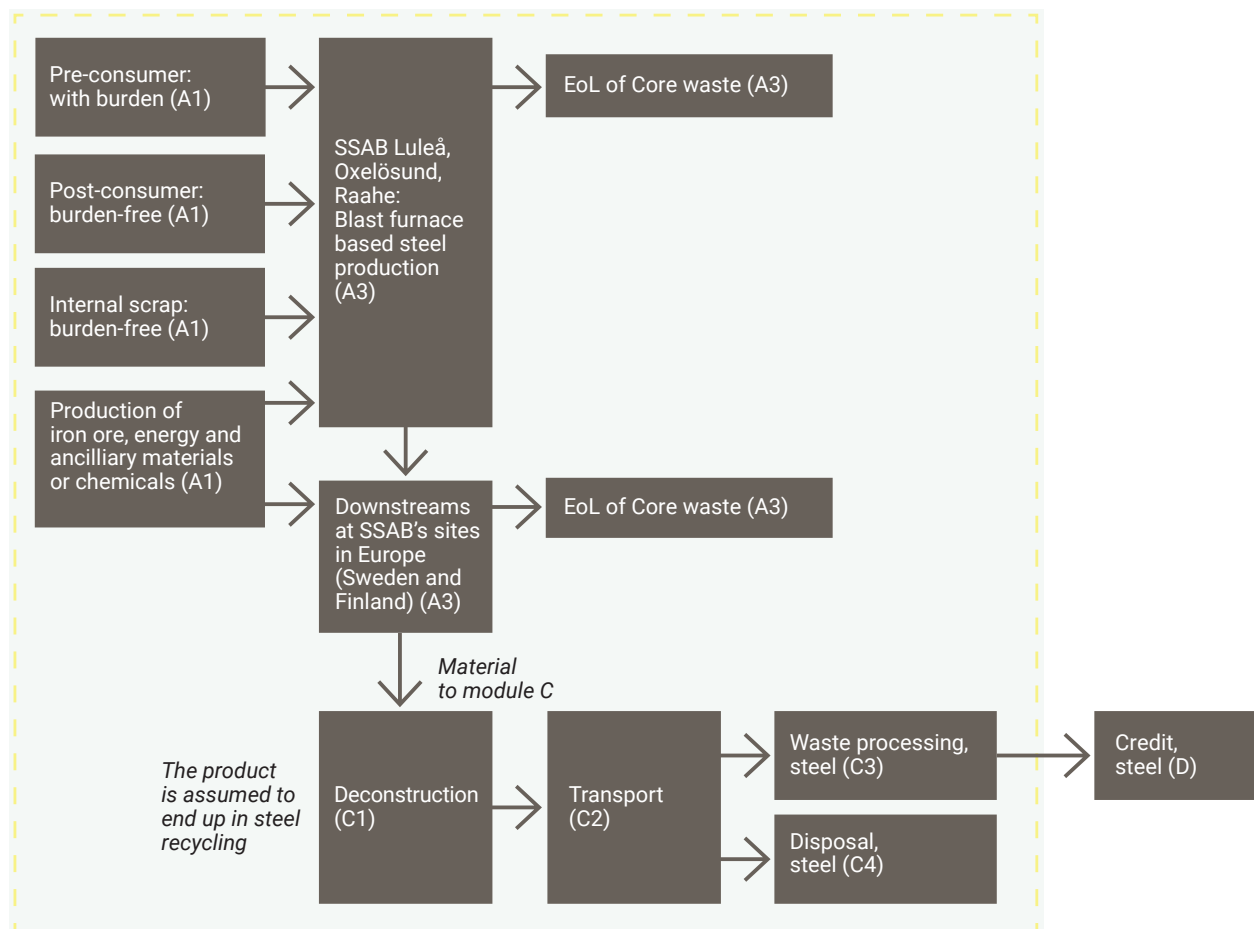 Pre-consumer:
with burden (A1)
EoL of Core waste (A3)
SSAB Luleå,
Oxelösund,
Raahe:
Blast furnace
based steel
production
(A3)
Post-consumer:
burden-free (A1)
Internal scrap:
burden-free (A1)
Production of
iron ore, energy and
ancilliary materials
or chemicals (A1)
Downstreams
at SSAB’s sites
in Europe
(Sweden and
Finland) (A3)
EoL of Core waste (A3)
Material
to module C
The product
is assumed to
end up in steel
recycling
Deconstruction
(C1)
Transport
(C2)
Waste processing,
steel (C3)
Credit,
steel (D)
Disposal,
steel (C4)